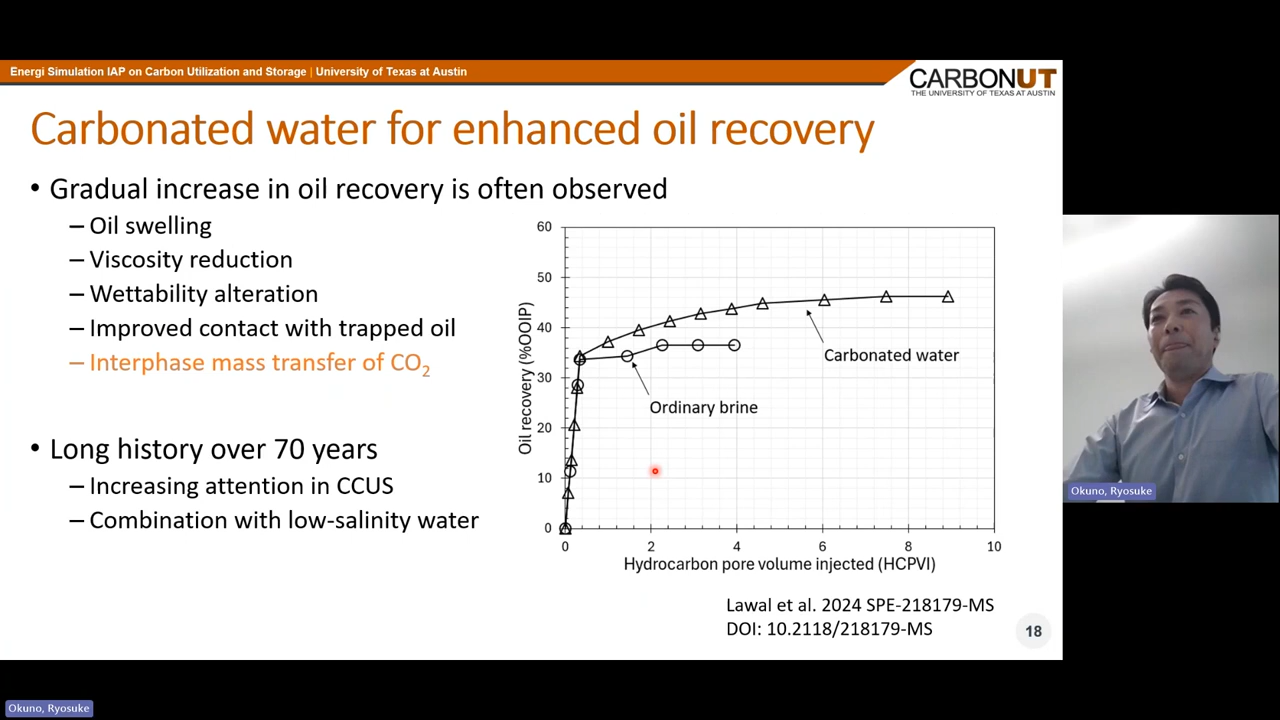 Energi Simulation IAP on Carbon Utilization and Storage | University of Texas at Austin
CARBONUT
THE UNIVERSITY OF TEXAS AT AUSTIN
Carbonated water for enhanced oil recovery
• Gradual increase in oil recovery is often observed
– Oil swelling
– Viscosity reduction
– Wettability alteration
– Improved contact with trapped oil
– Interphase mass transfer of CO2
• Long history over 70 years
– Increasing attention in CCUS
– Combination with low-salinity water
Oil recovery (%OOIP)
60
50
40
30
20
10
0
Carbonated water
Ordinary brine
0 2 4 6 8 10
Hydrocarbon pore volume injected (HCPVI)
Lawal et al. 2024 SPE-218179-MS
DOI: 10.2118/218179-MS
18
Okuno, Ryosuke
Okuno, Ryosuke